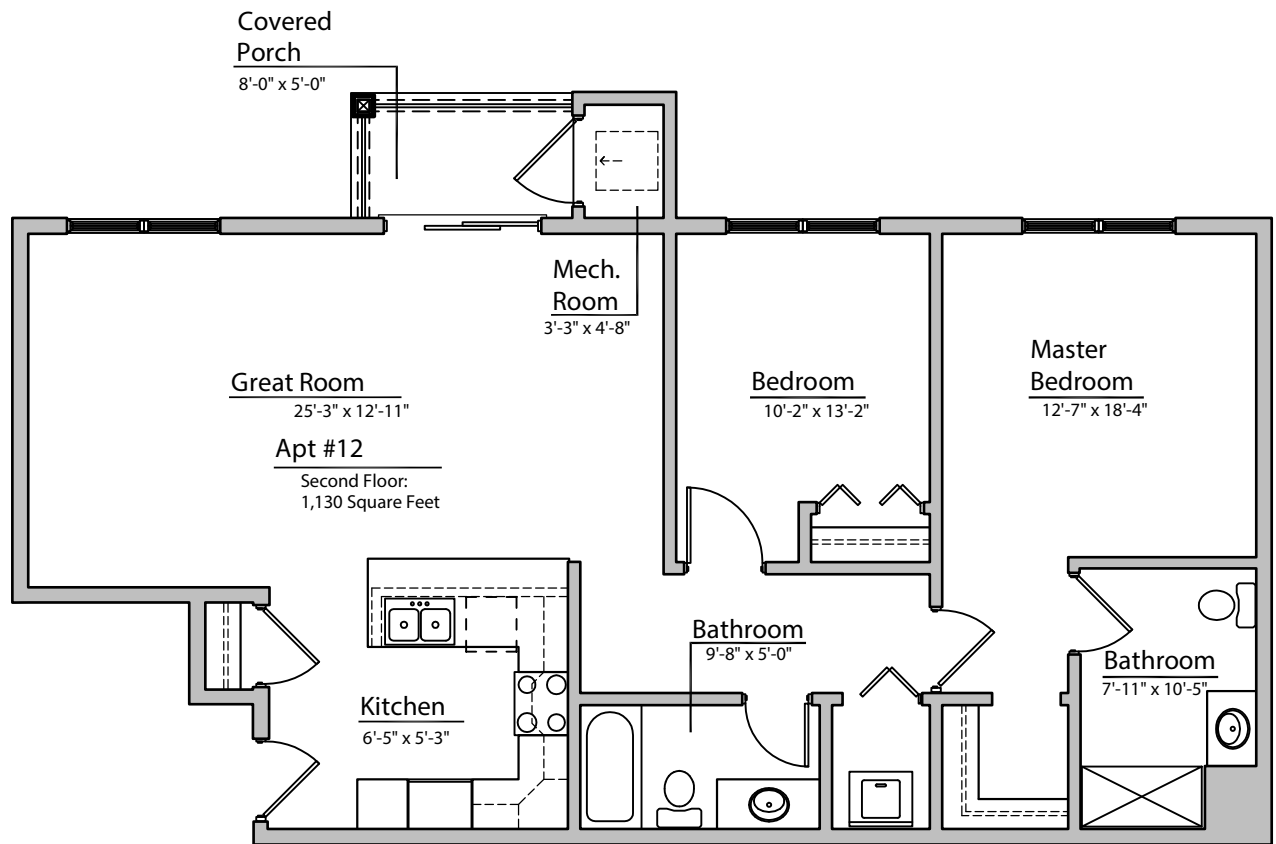 Covered
Porch
8'-0" x 5'-0"
Mech.
Room
3'-3" x 4'-8"
Great Room
25'-3" x 12'-11"
Apt #12
Second Floor:
1,130 Square Feet
Bedroom
10'-2" x 13'-2"
Master
Bedroom
12'-7" x 18'-4"
Bathroom
9'-8" x 5'-0"
Bathroom
7'-11" x 10'-5"
Kitchen
6'-5" x 5'-3"